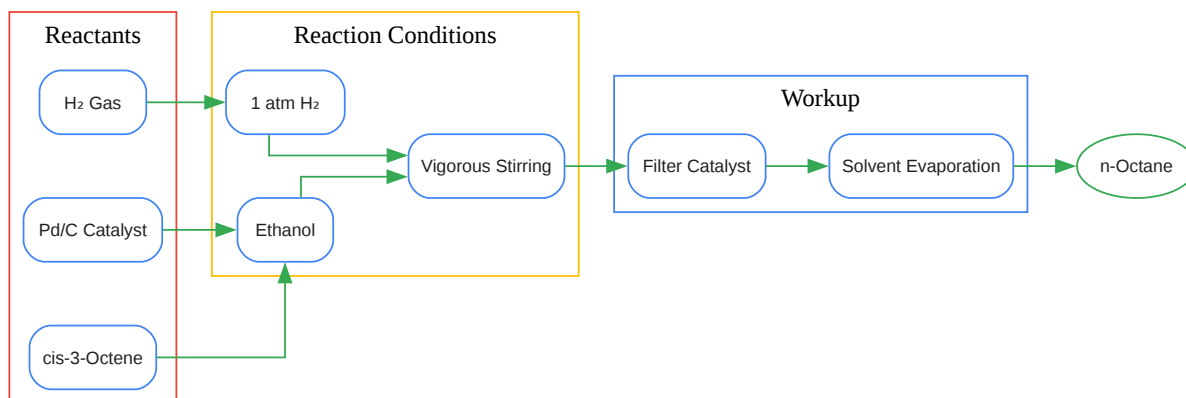 Reactants
H₂ Gas
Pd/C Catalyst
cis-3-Octene
Reaction Conditions
1 atm H₂
Ethanol
Vigorous Stirring
Workup
Filter Catalyst
Solvent Evaporation
n-Octane